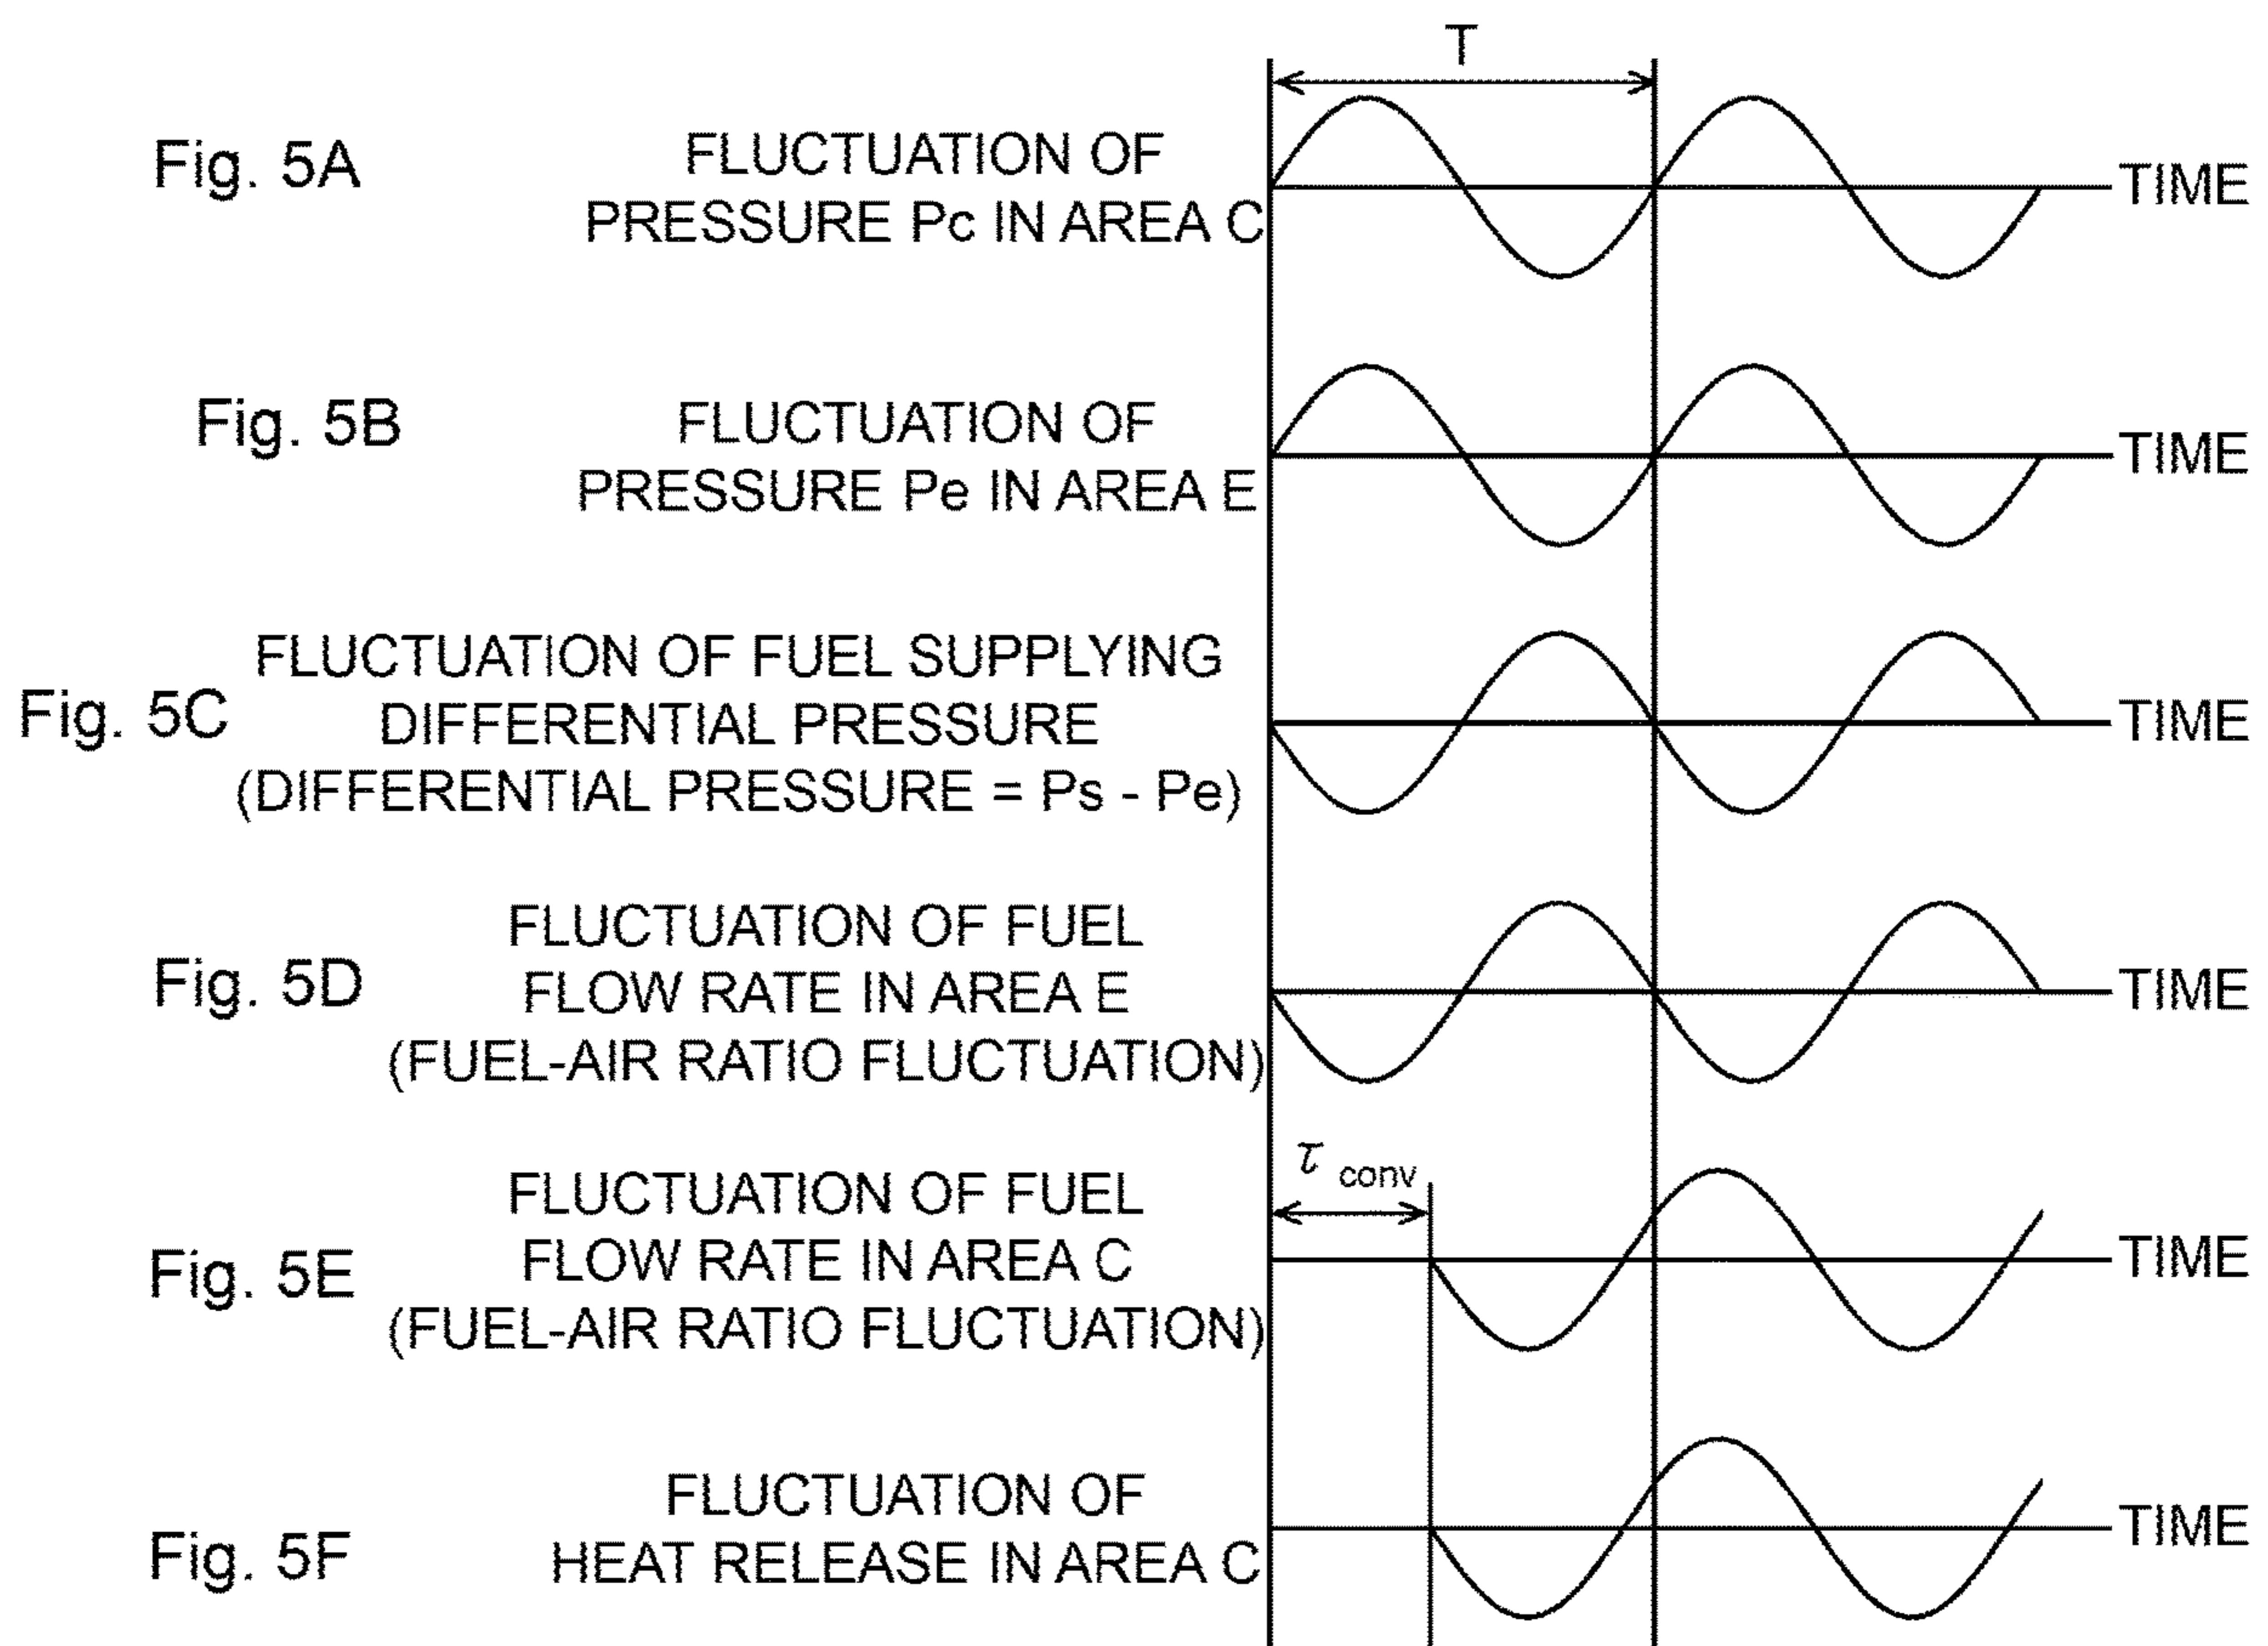 T
Fig. 5A
FLUCTUATION OF
PRESSURE Pc IN AREA C
TIME
Fig. 5B
FLUCTUATION OF
PRESSURE Pe IN AREA E
TIME
Fig. 5C
FLUCTUATION OF FUEL SUPPLYING
DIFFERENTIAL PRESSURE
(DIFFERENTIAL PRESSURE = Ps - Pe)
TIME
Fig. 5D
FLUCTUATION OF FUEL
FLOW RATE IN AREA E
(FUEL-AIR RATIO FLUCTUATION)
TIME
τ conv
Fig. 5E
FLUCTUATION OF FUEL
FLOW RATE IN AREA C
(FUEL-AIR RATIO FLUCTUATION)
TIME
Fig. 5F
FLUCTUATION OF
HEAT RELEASE IN AREA C
TIME